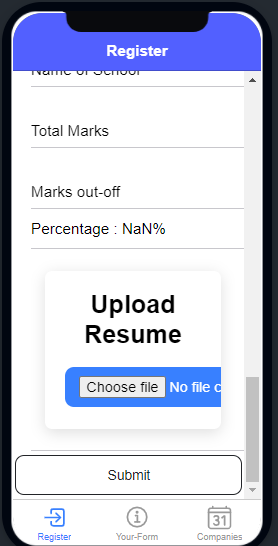 Register
Name of School
Total Marks
Marks out-off
Percentage : NaN%
Upload
Resume
Choose file No file c
Submit
31
Register Your-Form Companies